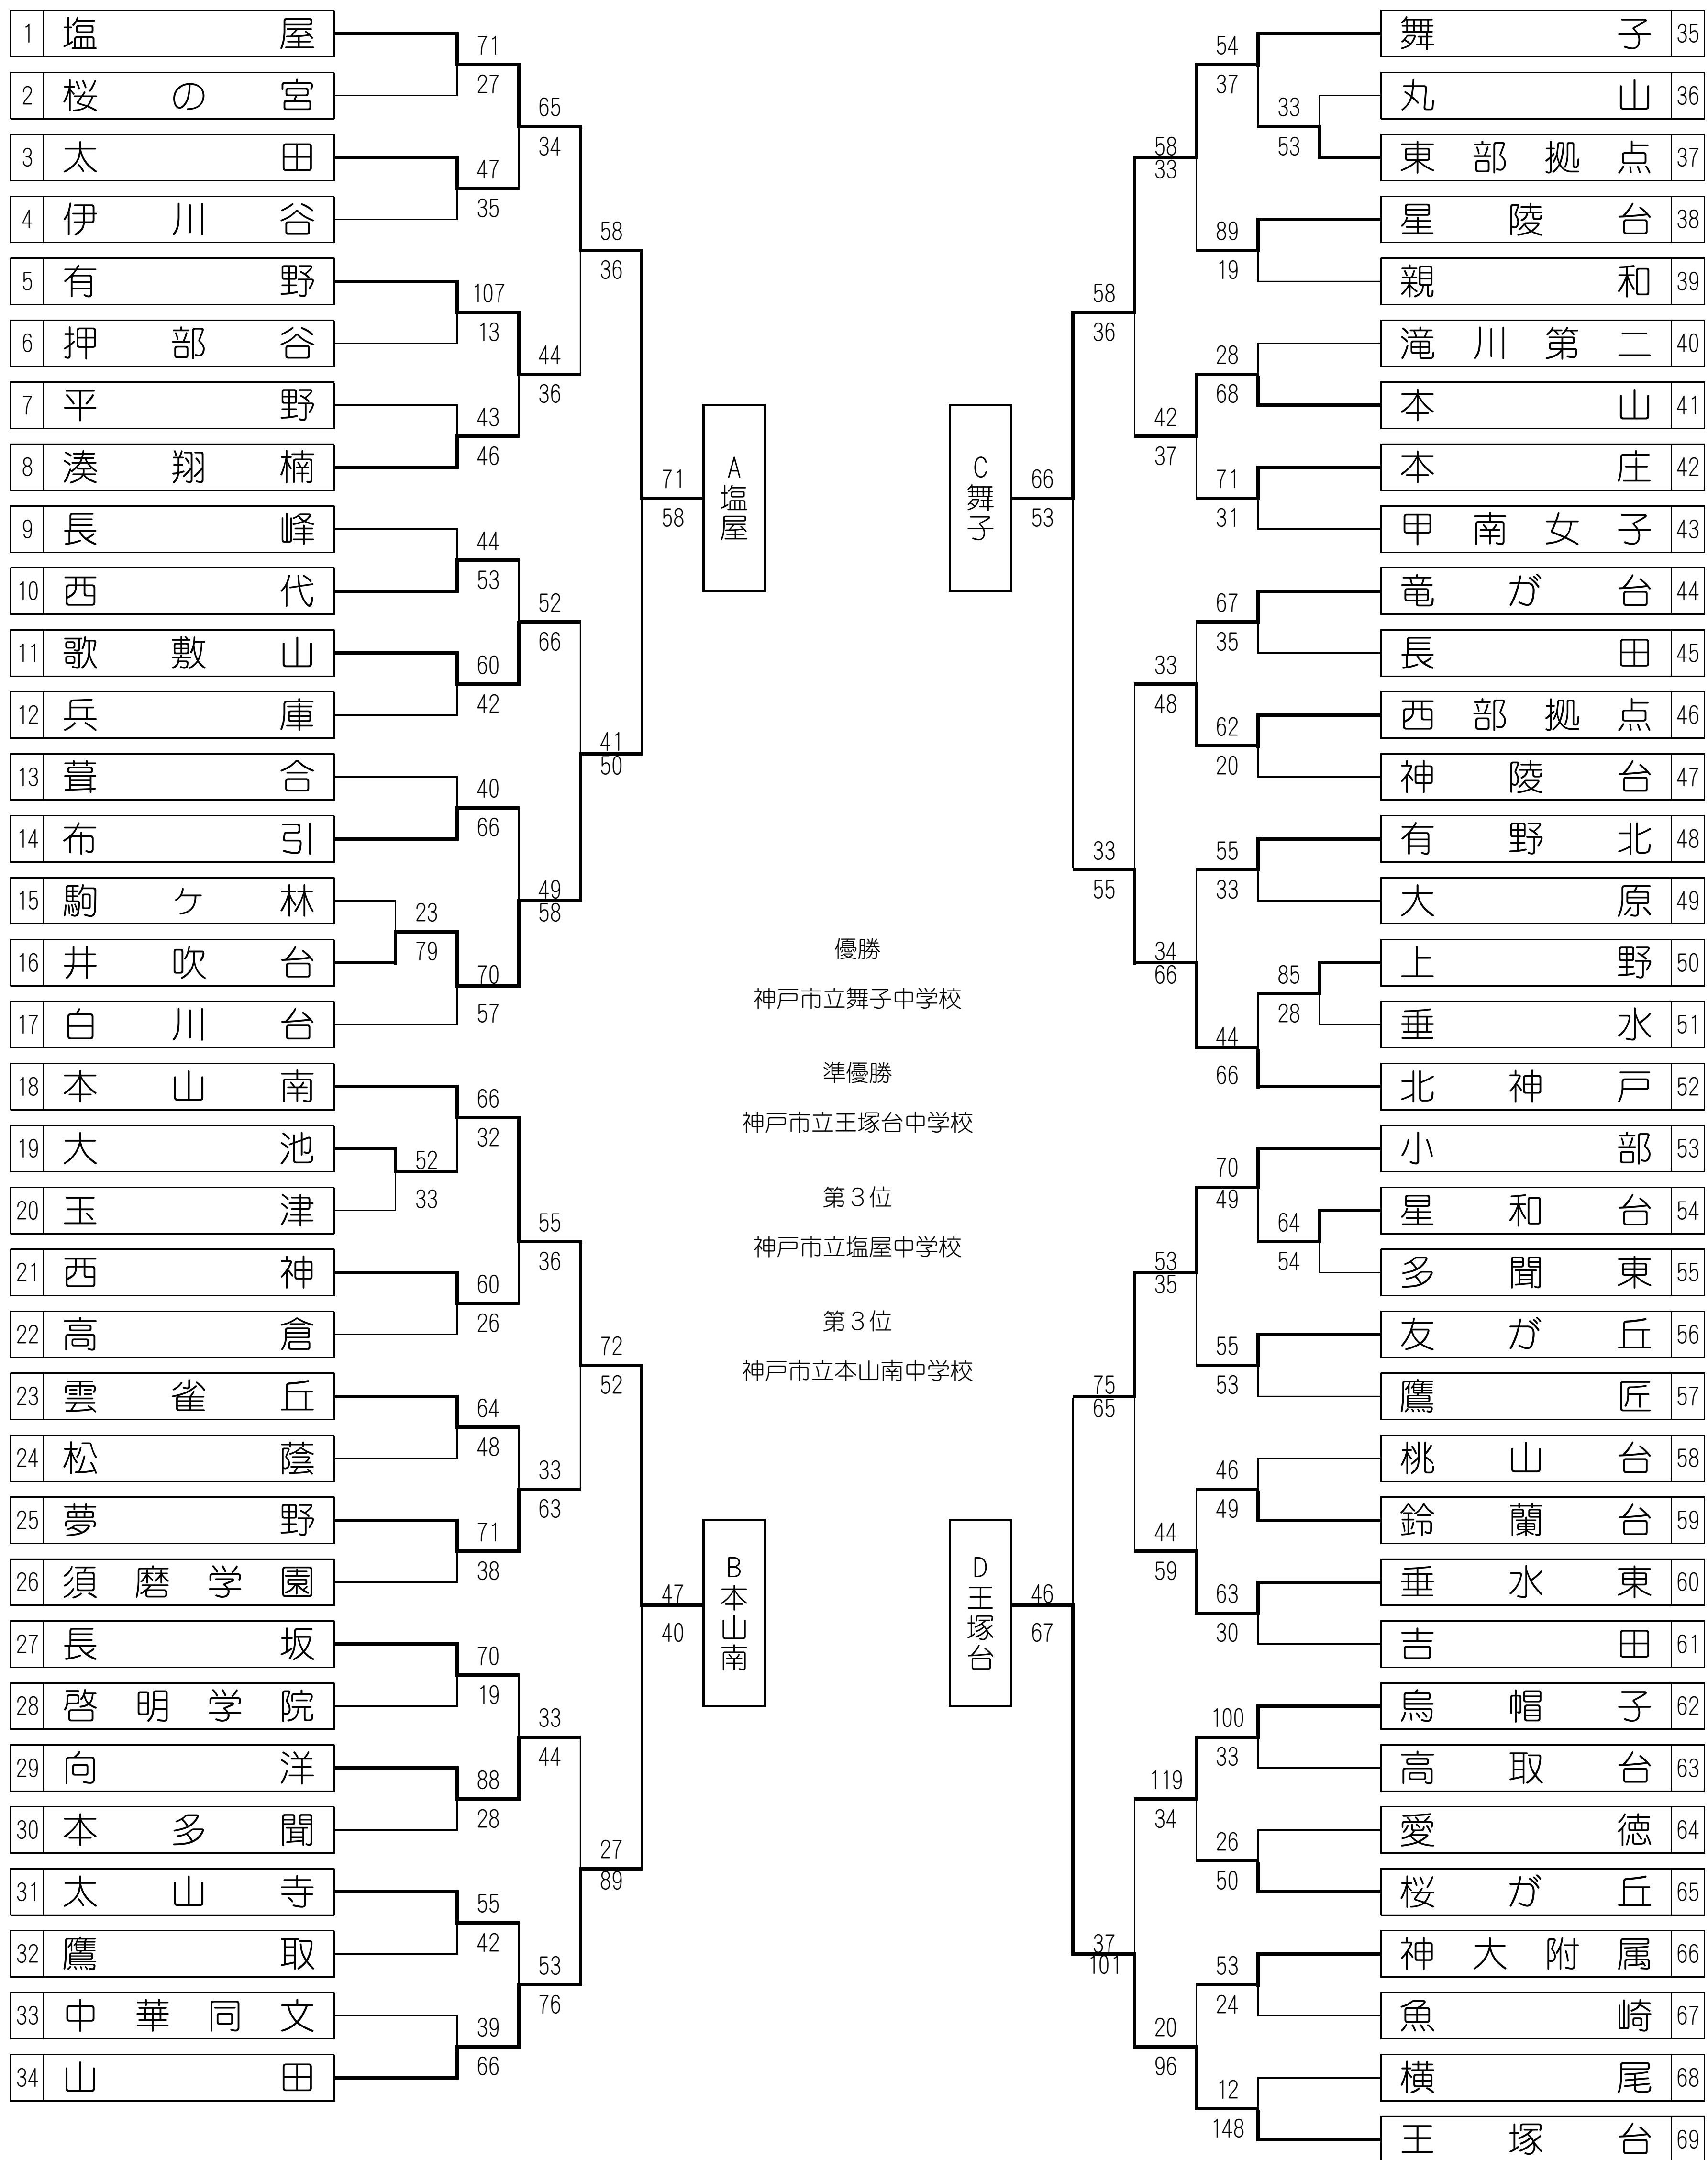 1 塩屋
2 桜の宮
3 太田
4 伊川谷
5 有野
6 押部谷
7 平野
8 湊翔楠
9 長峰
10 西代
11 歌敷山
12 兵庫
13 葺合
14 布引
15 駒ケ林
16 井吹台
17 白川台
18 本山南
19 大池
20 玉津
21 西神
22 高倉
23 雲雀丘
24 松蔭
25 夢野
26 須磨学園
27 長坂
28 啓明学院
29 向洋
30 本多聞
31 太山寺
32 鷹取
33 中華同文
34 山田
23
79
52
33
71
27
47
35
107
13
43
46
44
53
60
42
40
66
70
57
66
32
60
26
64
48
71
38
70
19
88
28
55
42
39
66
65
34
44
36
52
66
49
58
55
36
33
63
33
44
53
76
58
36
41
50
72
52
27
89
71
58
47
40
A塩屋
B本山南
優勝
神戸市立舞子中学校
準優勝
神戸市立王塚台中学校
第３位
神戸市立塩屋中学校
第３位
神戸市立本山南中学校
C舞子
D王塚台
66
53
46
67
58
36
33
55
75
65
37
101
58
33
42
37
33
48
34
66
53
35
44
59
119
34
20
96
54
37
89
19
28
68
71
31
67
35
62
20
55
33
44
66
70
49
55
53
46
49
63
30
100
33
26
50
53
24
12
148
33
53
85
28
64
54
舞子 35
丸山 36
東部拠点 37
星陵台 38
親和 39
滝川第二 40
本山 41
本庄 42
甲南女子 43
竜が台 44
長田 45
西部拠点 46
神陵台 47
有野北 48
大原 49
上野 50
垂水 51
北神戸 52
小部 53
星和台 54
多聞東 55
友が丘 56
鷹匠 57
桃山台 58
鈴蘭台 59
垂水東 60
吉田 61
烏帽子 62
高取台 63
愛徳 64
桜が丘 65
神大附属 66
魚崎 67
横尾 68
王塚台 69